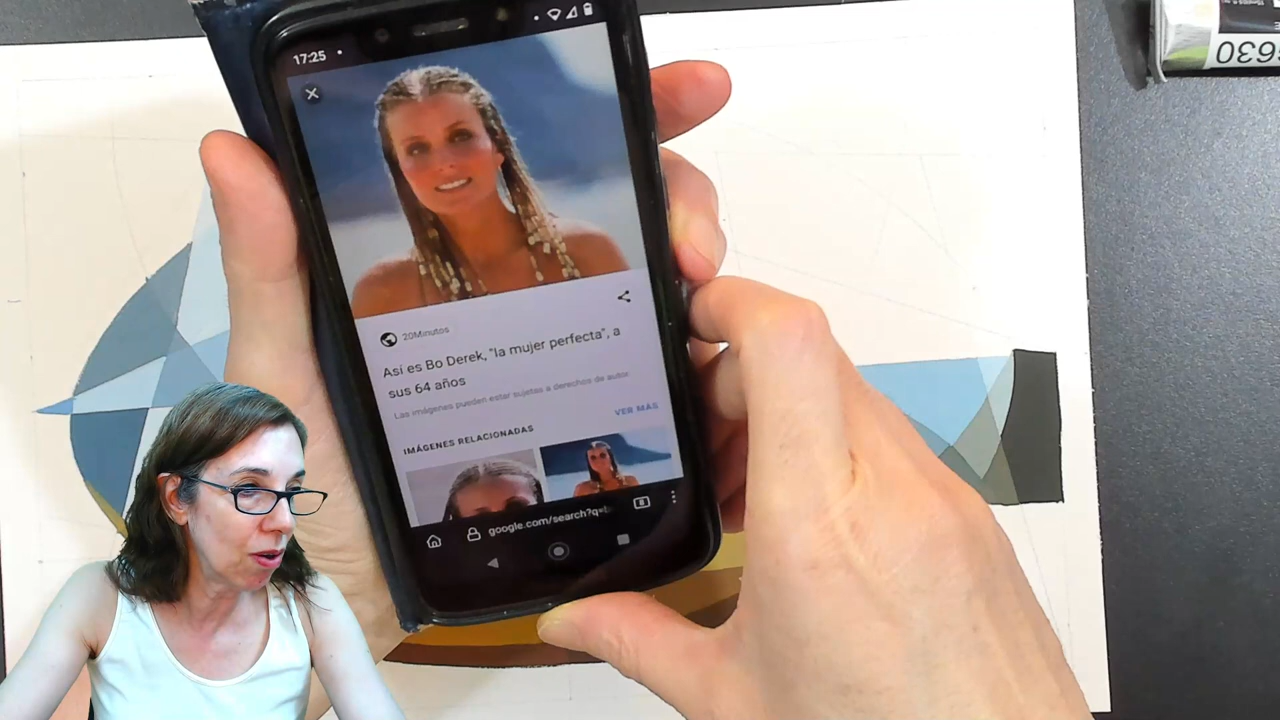 17:25
20Minutos
Así es Bo Derek, "la mujer perfecta", a
sus 64 años
Las imágenes pueden estar sujetas a derechos de autor.
VER MÁS
IMÁGENES RELACIONADAS
google.com/search?q=
8
630